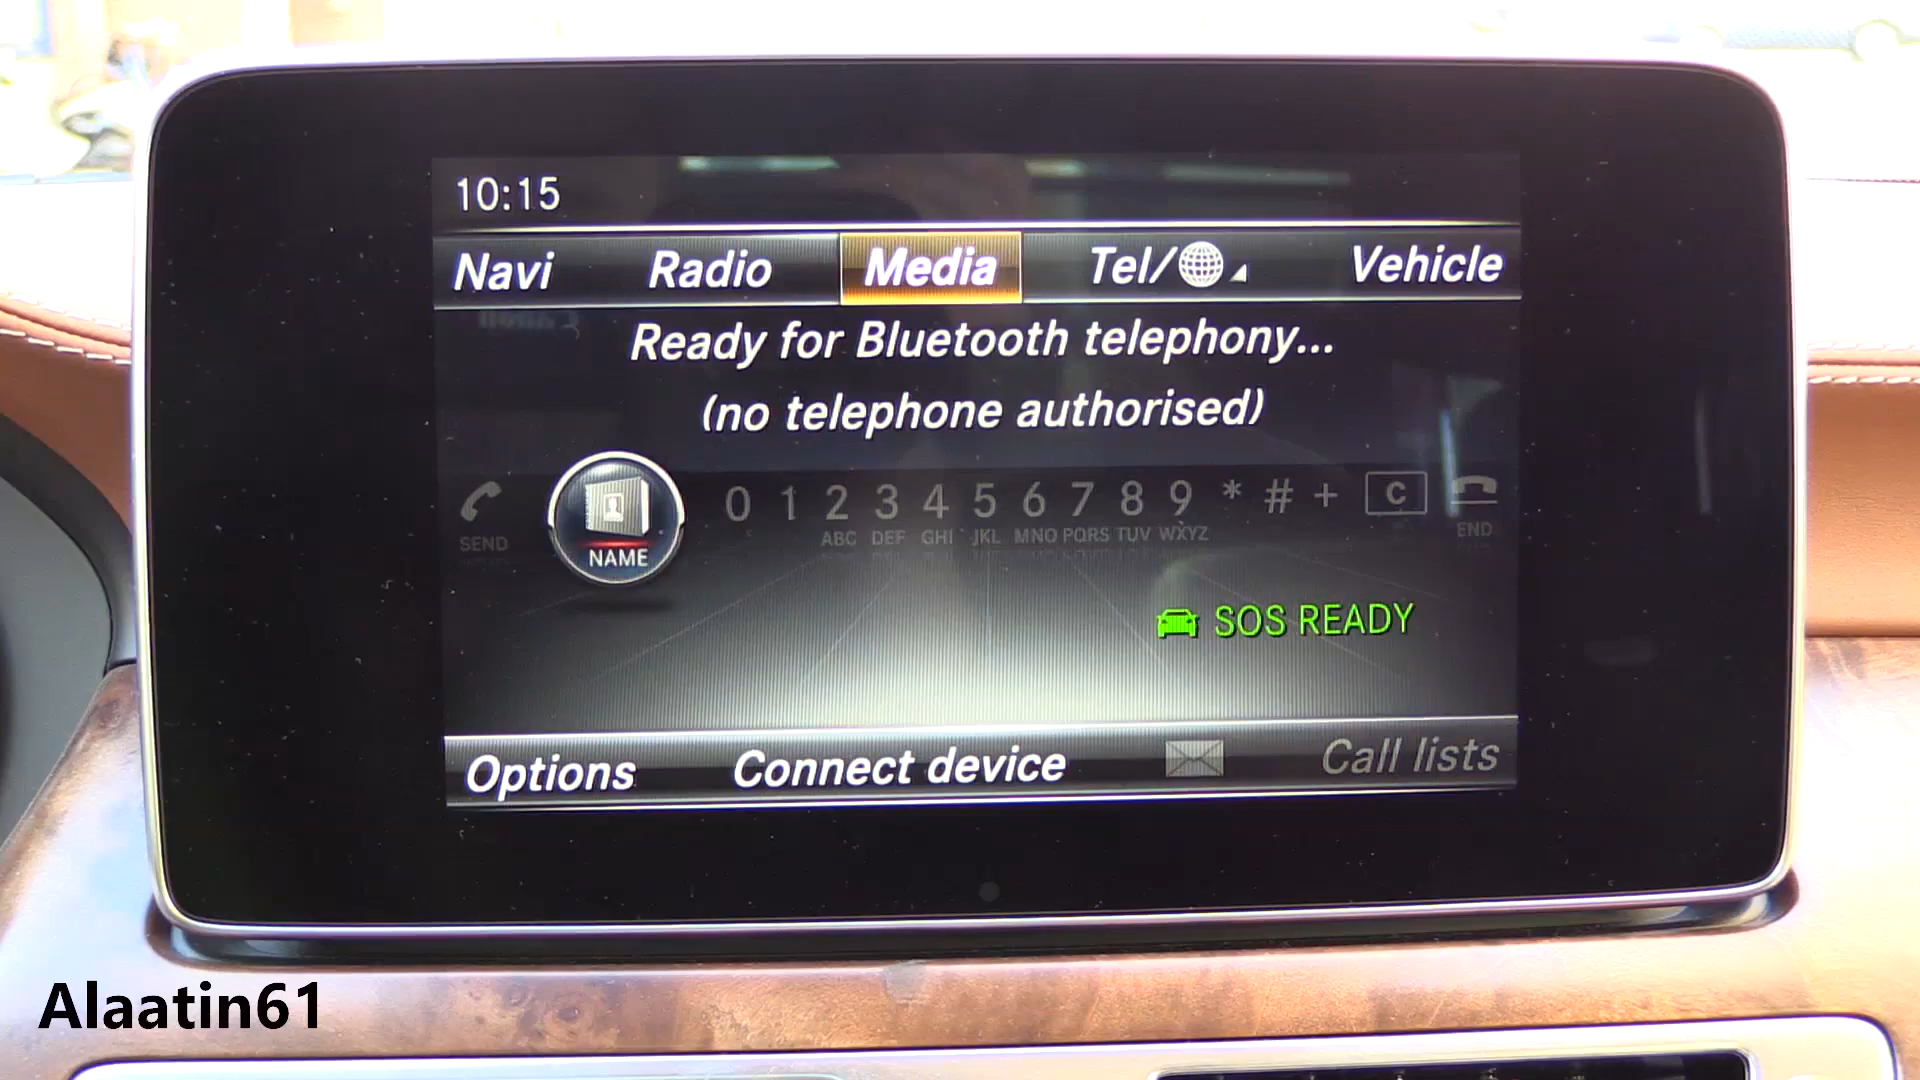 10:15
Navi Radio Media Tel/ Vehicle
Ready for Bluetooth telephony...
(no telephone authorised)
0 1 2 3 4 5 6 7 8 9 * # + C
SEND NAME ABC DEF GHI JKL MNO PQRS TUV WXYZ END
SOS READY
Options Connect device Call lists
Alaatin61